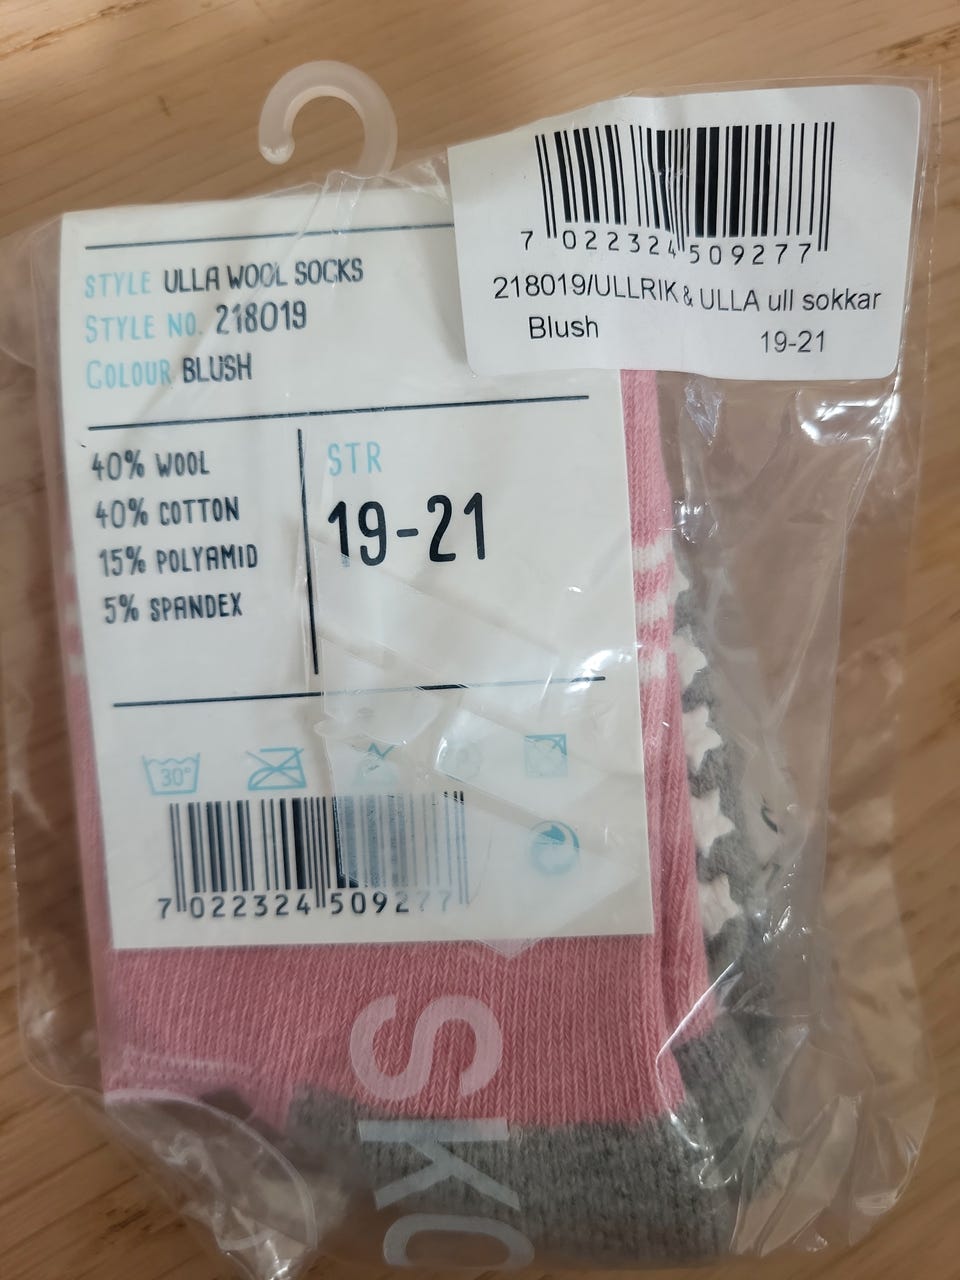 7 022324 509277
218019/ULLRIK & ULLA ull sokkar
Blush 19-21
STYLE ULLA WOOL SOCKS
STYLE NO. 218019
COLOUR BLUSH
40% WOOL
40% COTTON
15% POLYAMID
5% SPANDEX
STR
19-21
30°
7 022324 509277